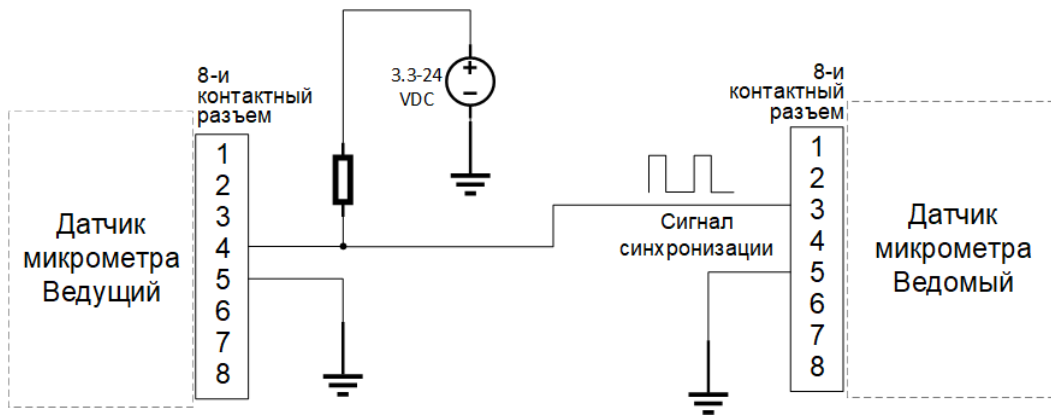 8-и
контактный
разъем
1
2
3
4
5
6
7
8
Датчик
микрометра
Ведущий
3.3-24
VDC
+
−
Сигнал
синхронизации
8-и
контактный
разъем
1
2
3
4
5
6
7
8
Датчик
микрометра
Ведомый